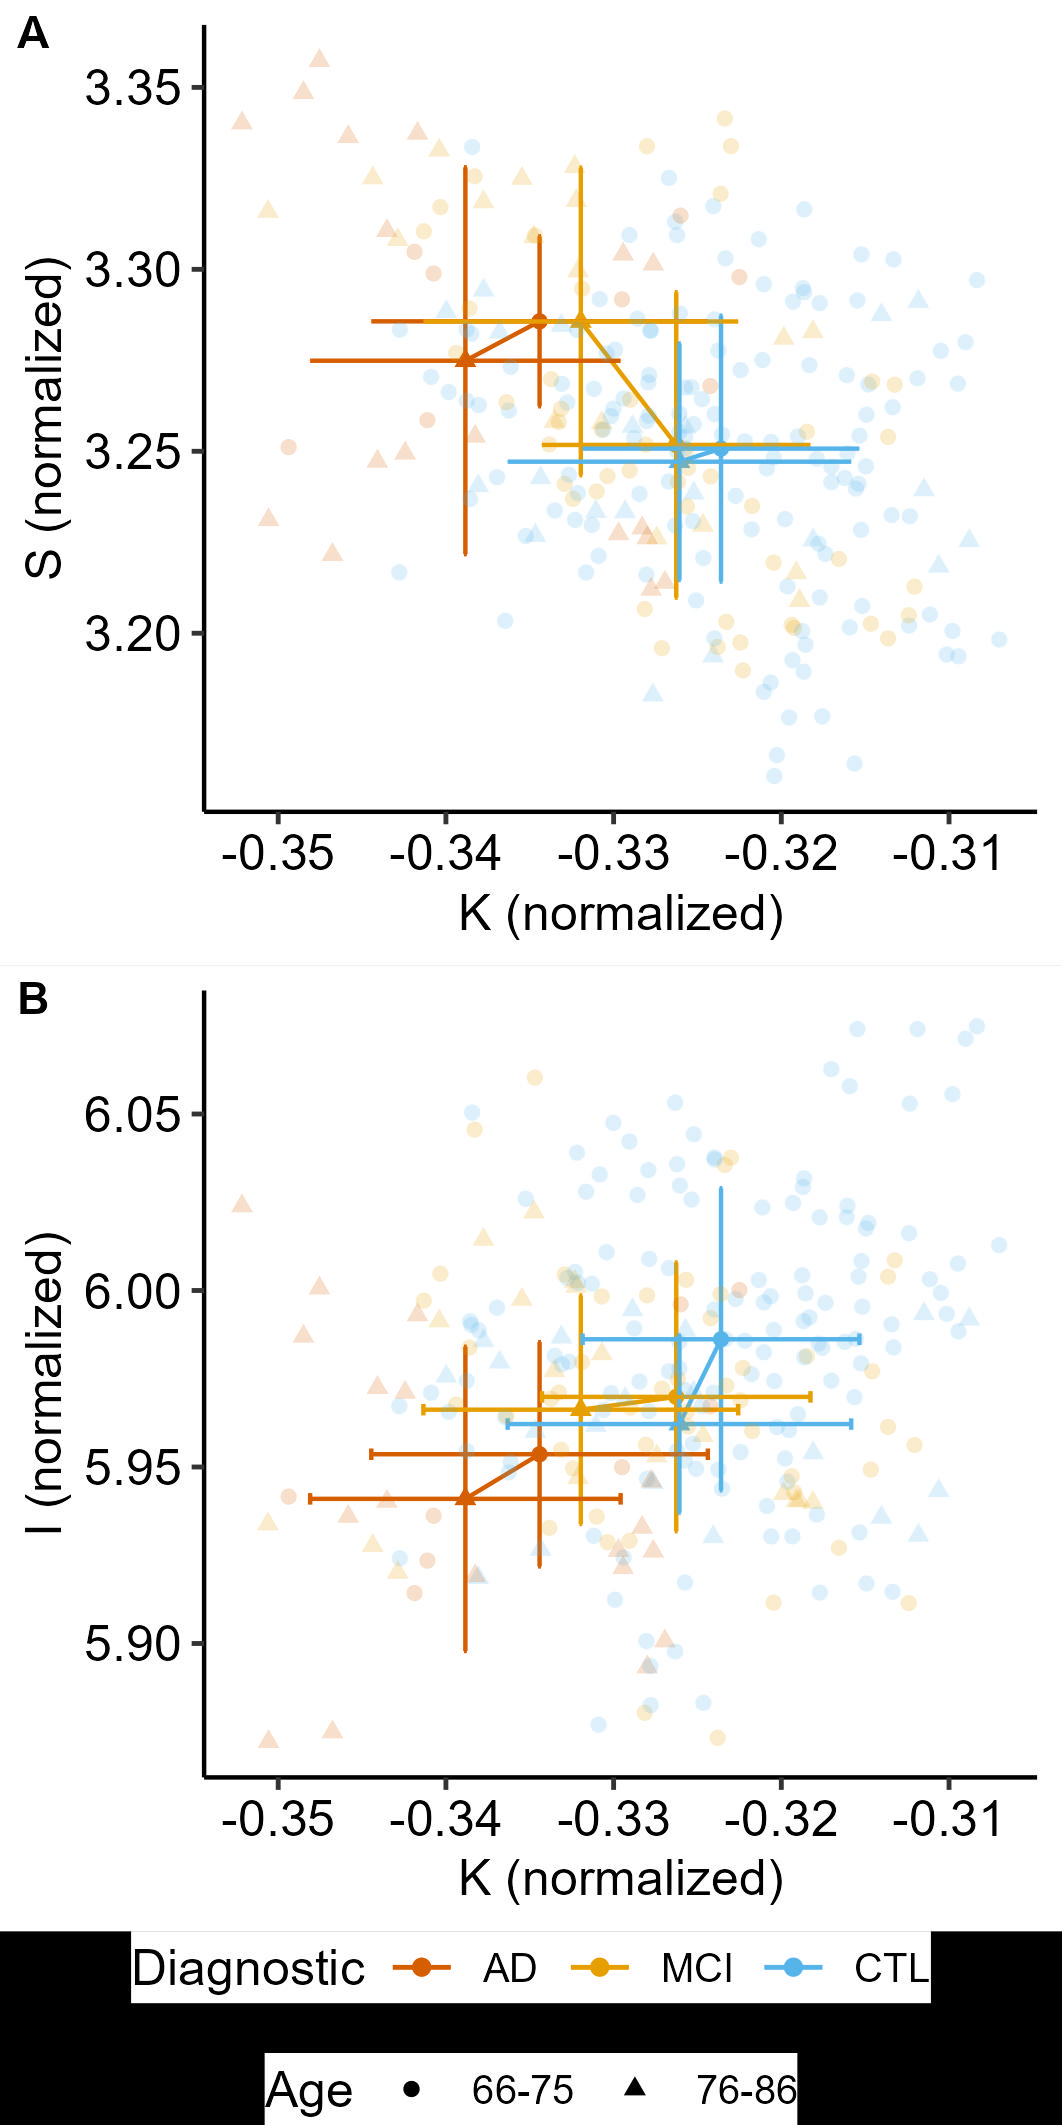 A
3.35
3.30
3.25
3.20
S (normalized)
-0.35 -0.34 -0.33 -0.32 -0.31
K (normalized)
B
6.05
6.00
5.95
5.90
I (normalized)
-0.35 -0.34 -0.33 -0.32 -0.31
K (normalized)
Diagnostic AD MCI CTL
Age 66-75 76-86